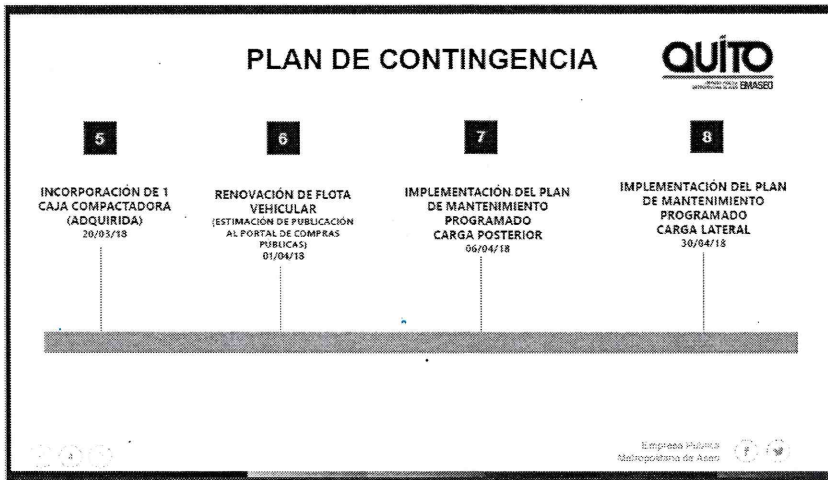 PLAN DE CONTINGENCIA
QUITO
EMASEO
5
INCORPORACIÓN DE 1
CAJA COMPACTADORA
(ADQUIRIDA)
20/03/18
6
RENOVACIÓN DE FLOTA
VEHICULAR
(ESTIMACIÓN DE PUBLICACIÓN
AL PORTAL DE COMPRAS
PUBLICAS)
01/04/18
7
IMPLEMENTACIÓN DEL PLAN
DE MANTENIMIENTO
PROGRAMADO
CARGA POSTERIOR
06/04/18
8
IMPLEMENTACIÓN DEL PLAN
DE MANTENIMIENTO
PROGRAMADO
CARGA LATERAL
30/04/18
Empresa Pública
Metropolitana de Aseo